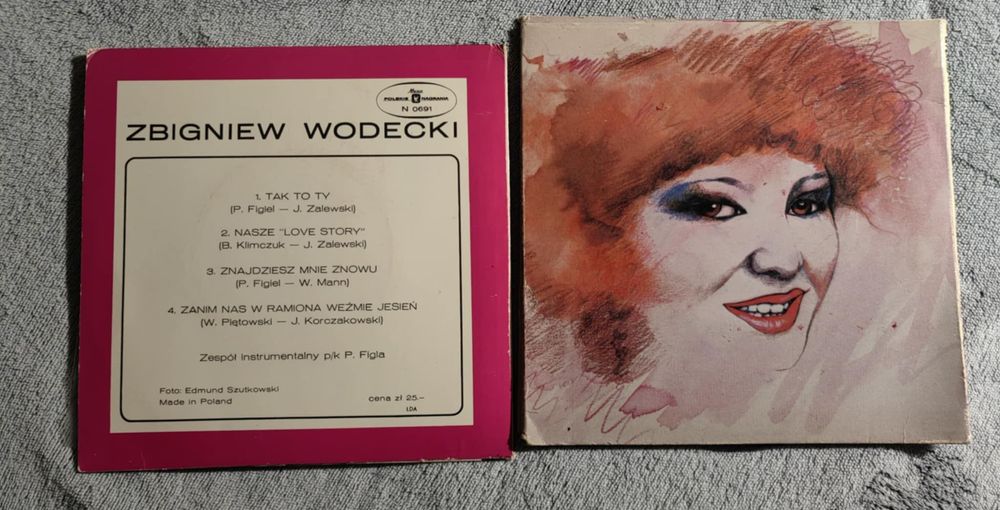 Muza
POLSKIE NAGRANIA
N 0691
ZBIGNIEW WODECKI
1. TAK TO TY
(P. Figiel — J. Zalewski)
2. NASZE "LOVE STORY"
(B. Klimczuk — J. Zalewski)
3. ZNAJDZIESZ MNIE ZNOWU
(P. Figiel — W. Mann)
4. ZANIM NAS W RAMIONA WEŹMIE JESIEŃ
(W. Piętowski — J. Korczakowski)
Zespół instrumentalny p/k P. Figla
Foto: Edmund Szutkowski
Made in Poland
cena zł 25.—
LDA